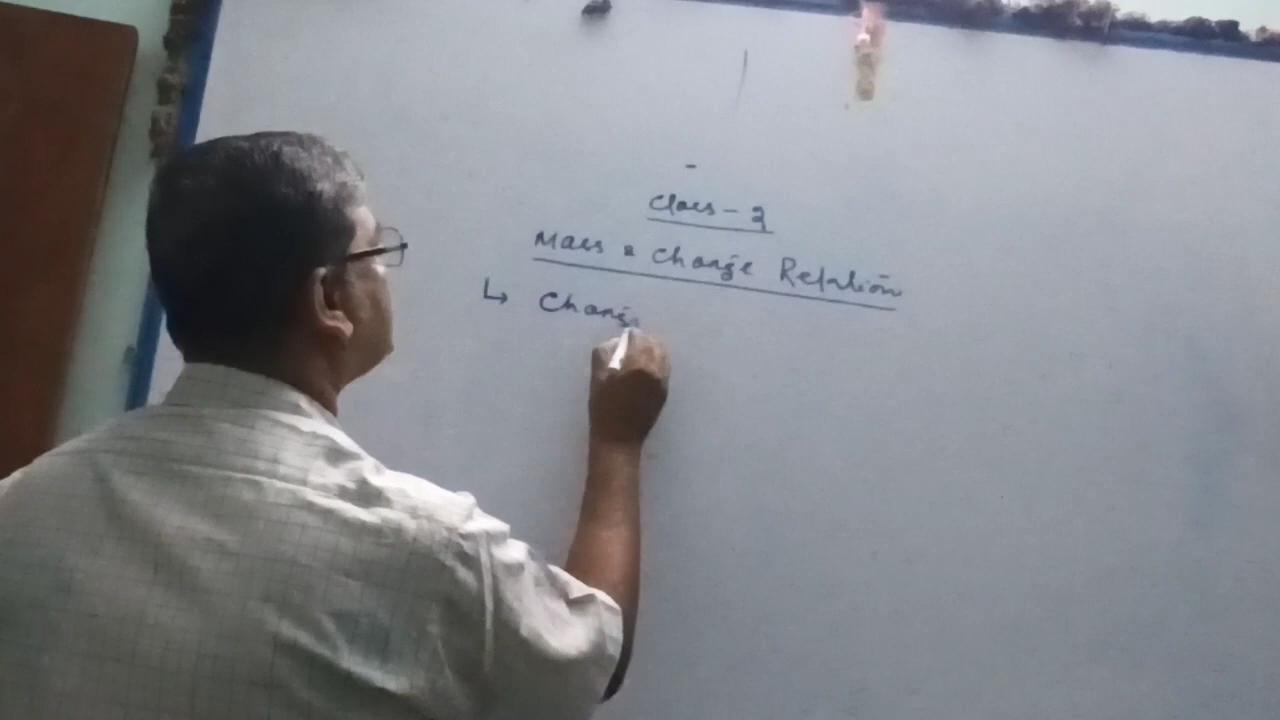 Class - 2
Mass & Charge Relation
↳ Charg